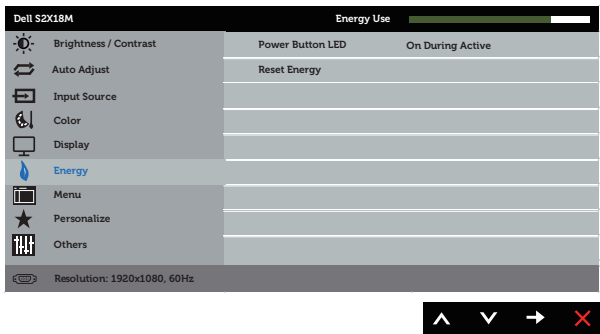 Dell S2X18M Energy Use
Brightness / Contrast Power Button LED On During Active
Auto Adjust Reset Energy
Input Source
Color
Display
Energy
Menu
Personalize
Others
Resolution: 1920x1080, 60Hz